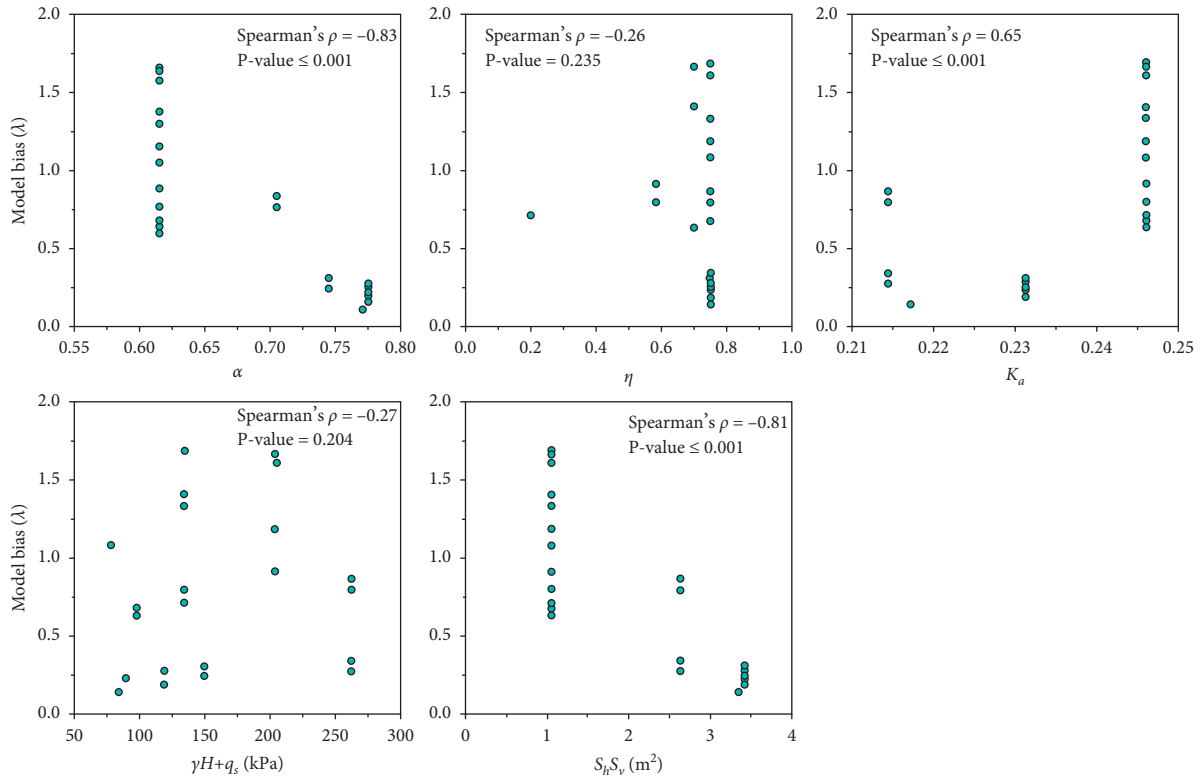 Model bias (λ)
2.0
1.5
1.0
0.5
0.0
Spearman's ρ = –0.83
P-value ≤ 0.001
0.55 0.60 0.65 0.70 0.75 0.80
α
2.0
1.5
1.0
0.5
0.0
Spearman's ρ = –0.26
P-value = 0.235
0.0 0.2 0.4 0.6 0.8 1.0
η
2.0
1.5
1.0
0.5
0.0
Spearman's ρ = 0.65
P-value ≤ 0.001
0.21 0.22 0.23 0.24 0.25
Kₐ
Model bias (λ)
2.0
1.5
1.0
0.5
0.0
Spearman's ρ = –0.27
P-value = 0.204
50 100 150 200 250 300
γH+qₛ (kPa)
2.0
1.5
1.0
0.5
0.0
Spearman's ρ = –0.81
P-value ≤ 0.001
0 1 2 3 4
SₕSᵥ (m²)